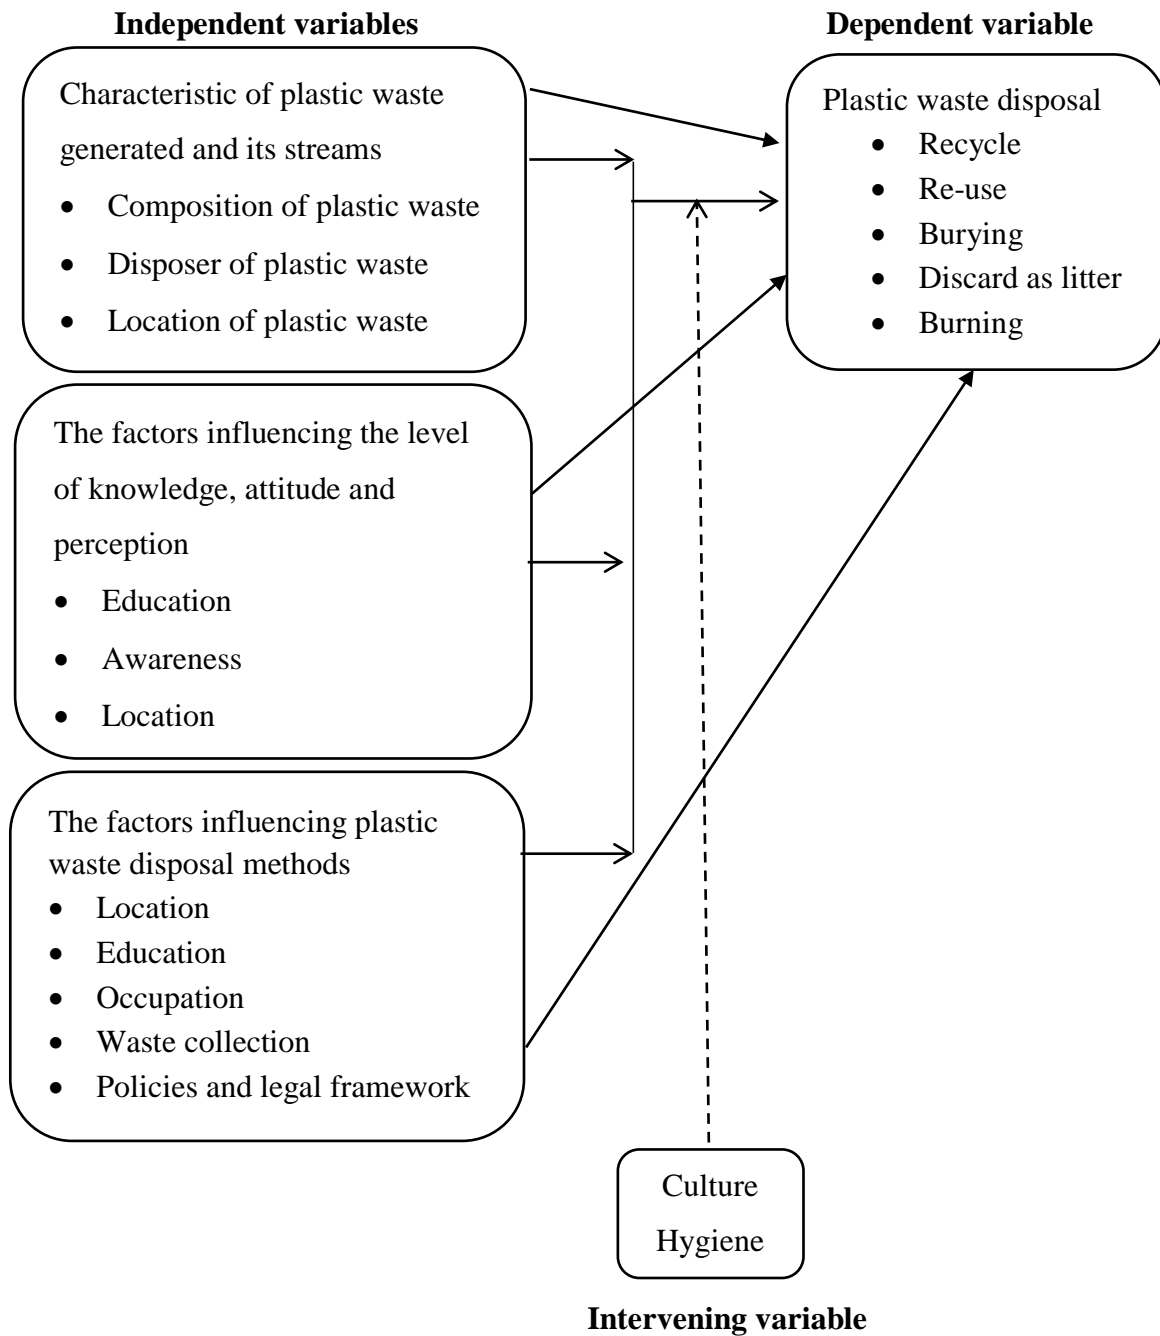 Independent variables
Characteristic of plastic waste
generated and its streams
• Composition of plastic waste
• Disposer of plastic waste
• Location of plastic waste
The factors influencing the level
of knowledge, attitude and
perception
• Education
• Awareness
• Location
The factors influencing plastic
waste disposal methods
• Location
• Education
• Occupation
• Waste collection
• Policies and legal framework
Dependent variable
Plastic waste disposal
• Recycle
• Re-use
• Burying
• Discard as litter
• Burning
Culture
Hygiene
Intervening variable